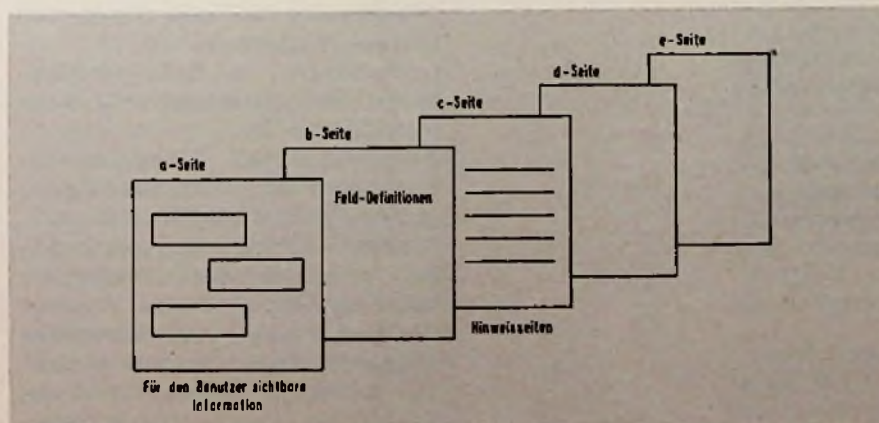 e-Seite
d-Seite
c-Seite
b-Seite
a-Seite
Feld-Definitionen
Hinweisseiten
Für den Benutzer sichtbare
Information